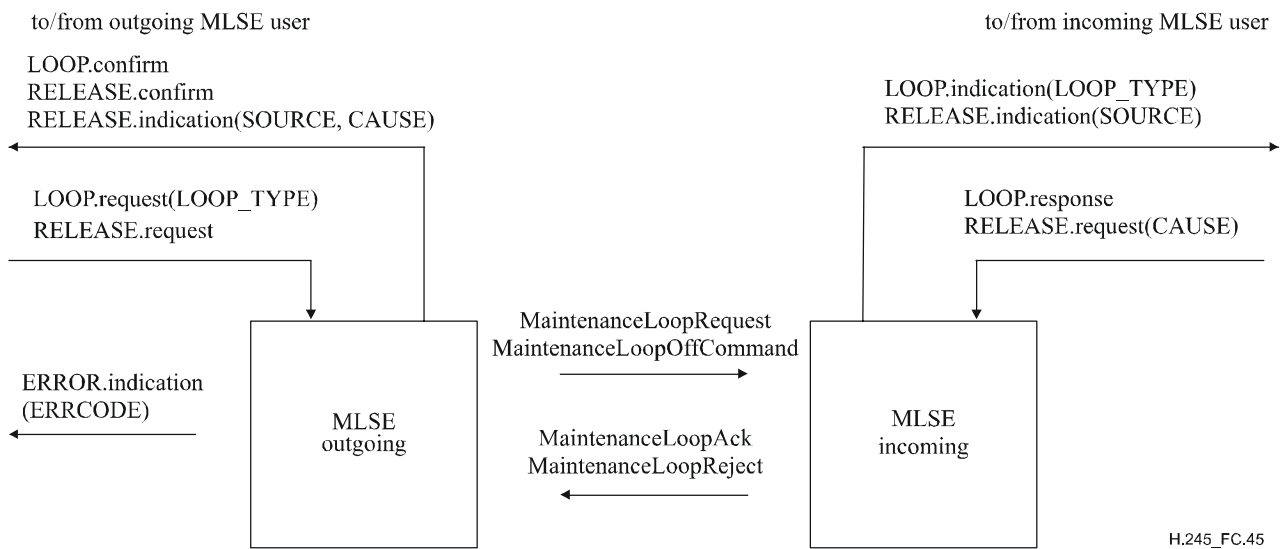 to/from outgoing MLSE user
to/from incoming MLSE user
LOOP.confirm
RELEASE.confirm
RELEASE.indication(SOURCE, CAUSE)
LOOP.indication(LOOP_TYPE)
RELEASE.indication(SOURCE)
LOOP.request(LOOP_TYPE)
RELEASE.request
LOOP.response
RELEASE.request(CAUSE)
MaintenanceLoopRequest
MaintenanceLoopOffCommand
ERROR.indication
(ERRCODE)
MLSE
outgoing
MaintenanceLoopAck
MaintenanceLoopReject
MLSE
incoming
H.245_FC.45